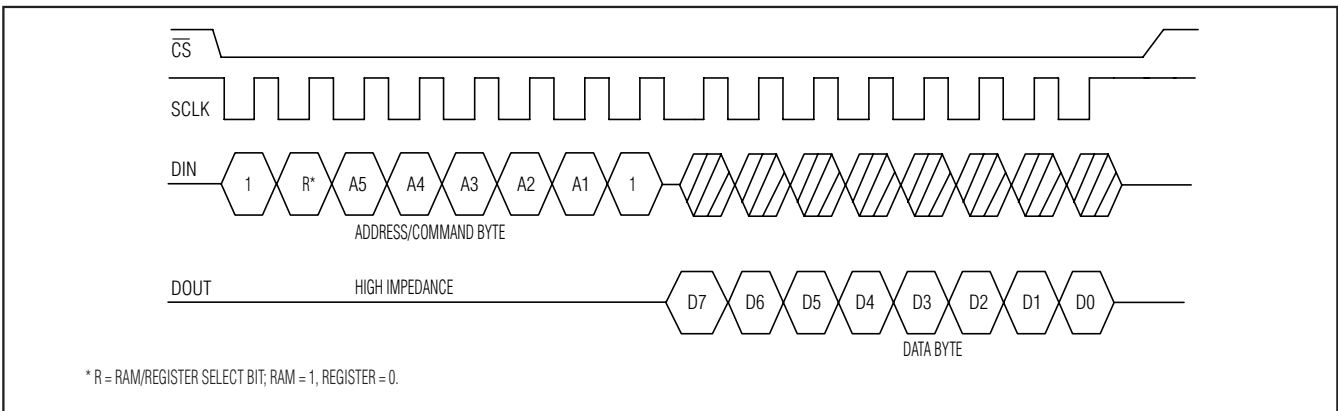 C̅S̅
SCLK
DIN
1 R* A5 A4 A3 A2 A1 1
ADDRESS/COMMAND BYTE
DOUT
HIGH IMPEDANCE
D7 D6 D5 D4 D3 D2 D1 D0
DATA BYTE
* R = RAM/REGISTER SELECT BIT; RAM = 1, REGISTER = 0.